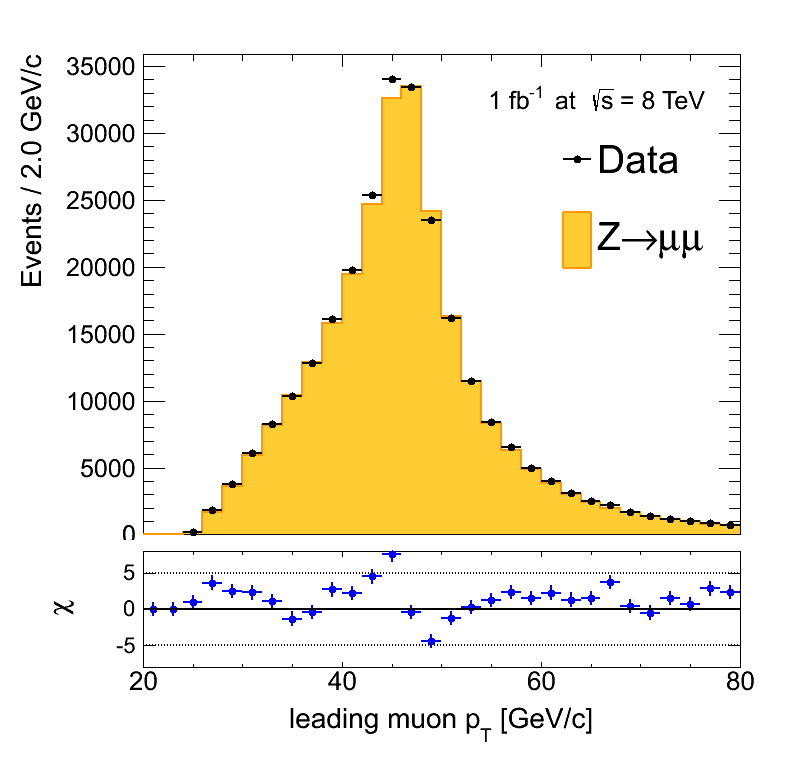 35000
30000
25000
20000
15000
10000
5000
0
Events / 2.0 GeV/c
1 fb⁻¹ at √s = 8 TeV
Data
Z→μμ
5
0
-5
χ
20 40 60 80
leading muon p_T [GeV/c]